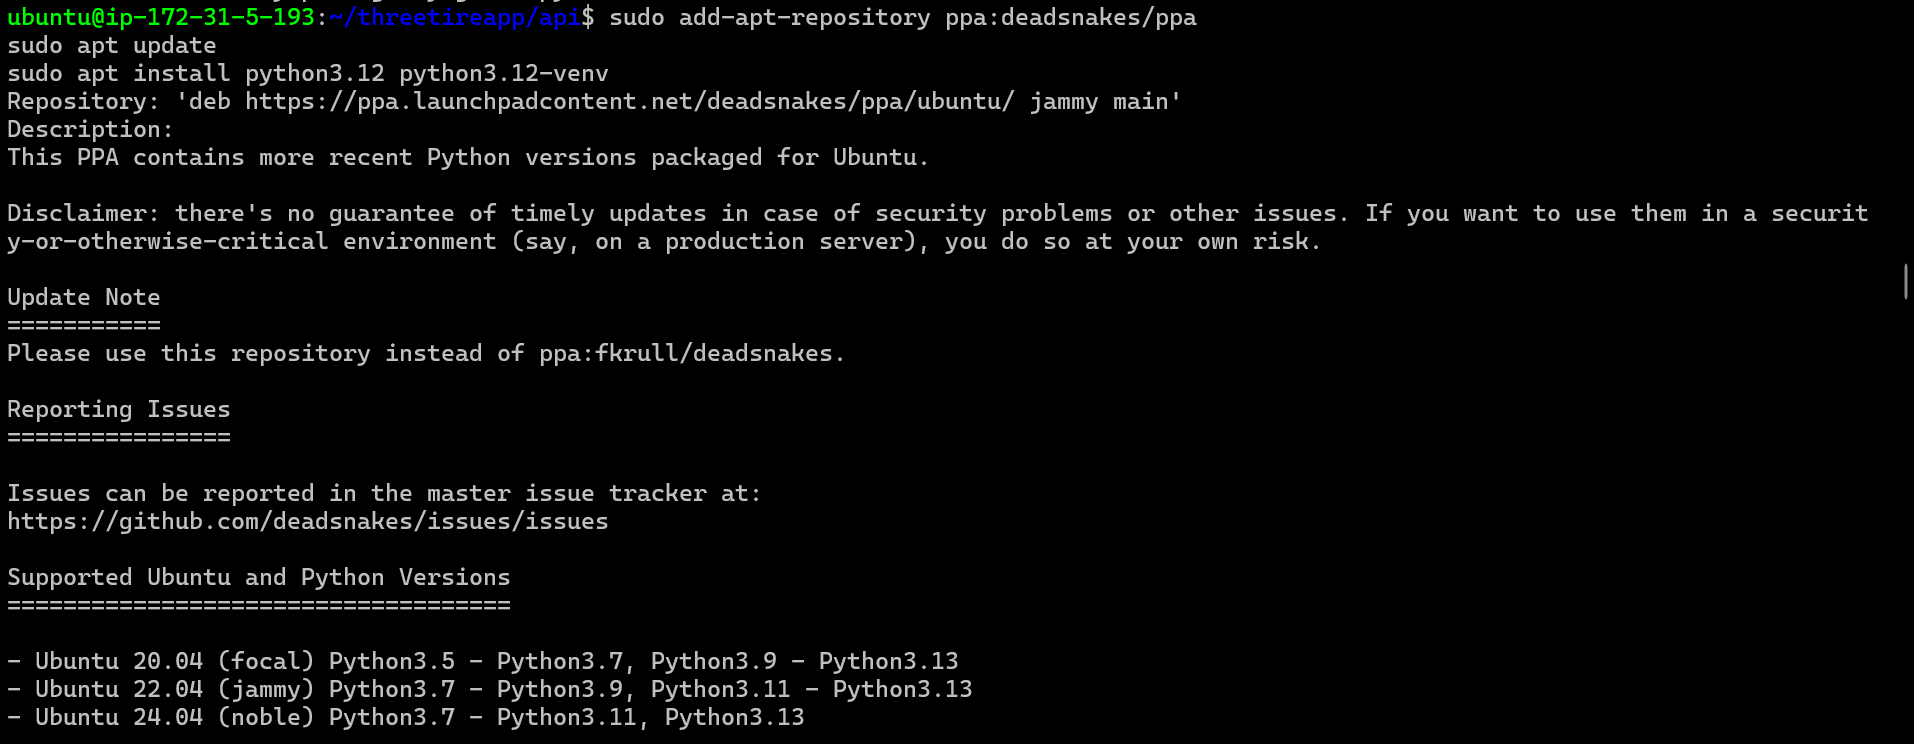 ubuntu@ip-172-31-5-193:~/threetireapp/api$ sudo add-apt-repository ppa:deadsnakes/ppa
sudo apt update
sudo apt install python3.12 python3.12-venv
Repository: 'deb https://ppa.launchpadcontent.net/deadsnakes/ppa/ubuntu/ jammy main'
Description:
This PPA contains more recent Python versions packaged for Ubuntu.

Disclaimer: there's no guarantee of timely updates in case of security problems or other issues. If you want to use them in a securit
y-or-otherwise-critical environment (say, on a production server), you do so at your own risk.

Update Note
===========
Please use this repository instead of ppa:fkrull/deadsnakes.

Reporting Issues
================

Issues can be reported in the master issue tracker at:
https://github.com/deadsnakes/issues/issues

Supported Ubuntu and Python Versions
====================================

- Ubuntu 20.04 (focal) Python3.5 - Python3.7, Python3.9 - Python3.13
- Ubuntu 22.04 (jammy) Python3.7 - Python3.9, Python3.11 - Python3.13
- Ubuntu 24.04 (noble) Python3.7 - Python3.11, Python3.13